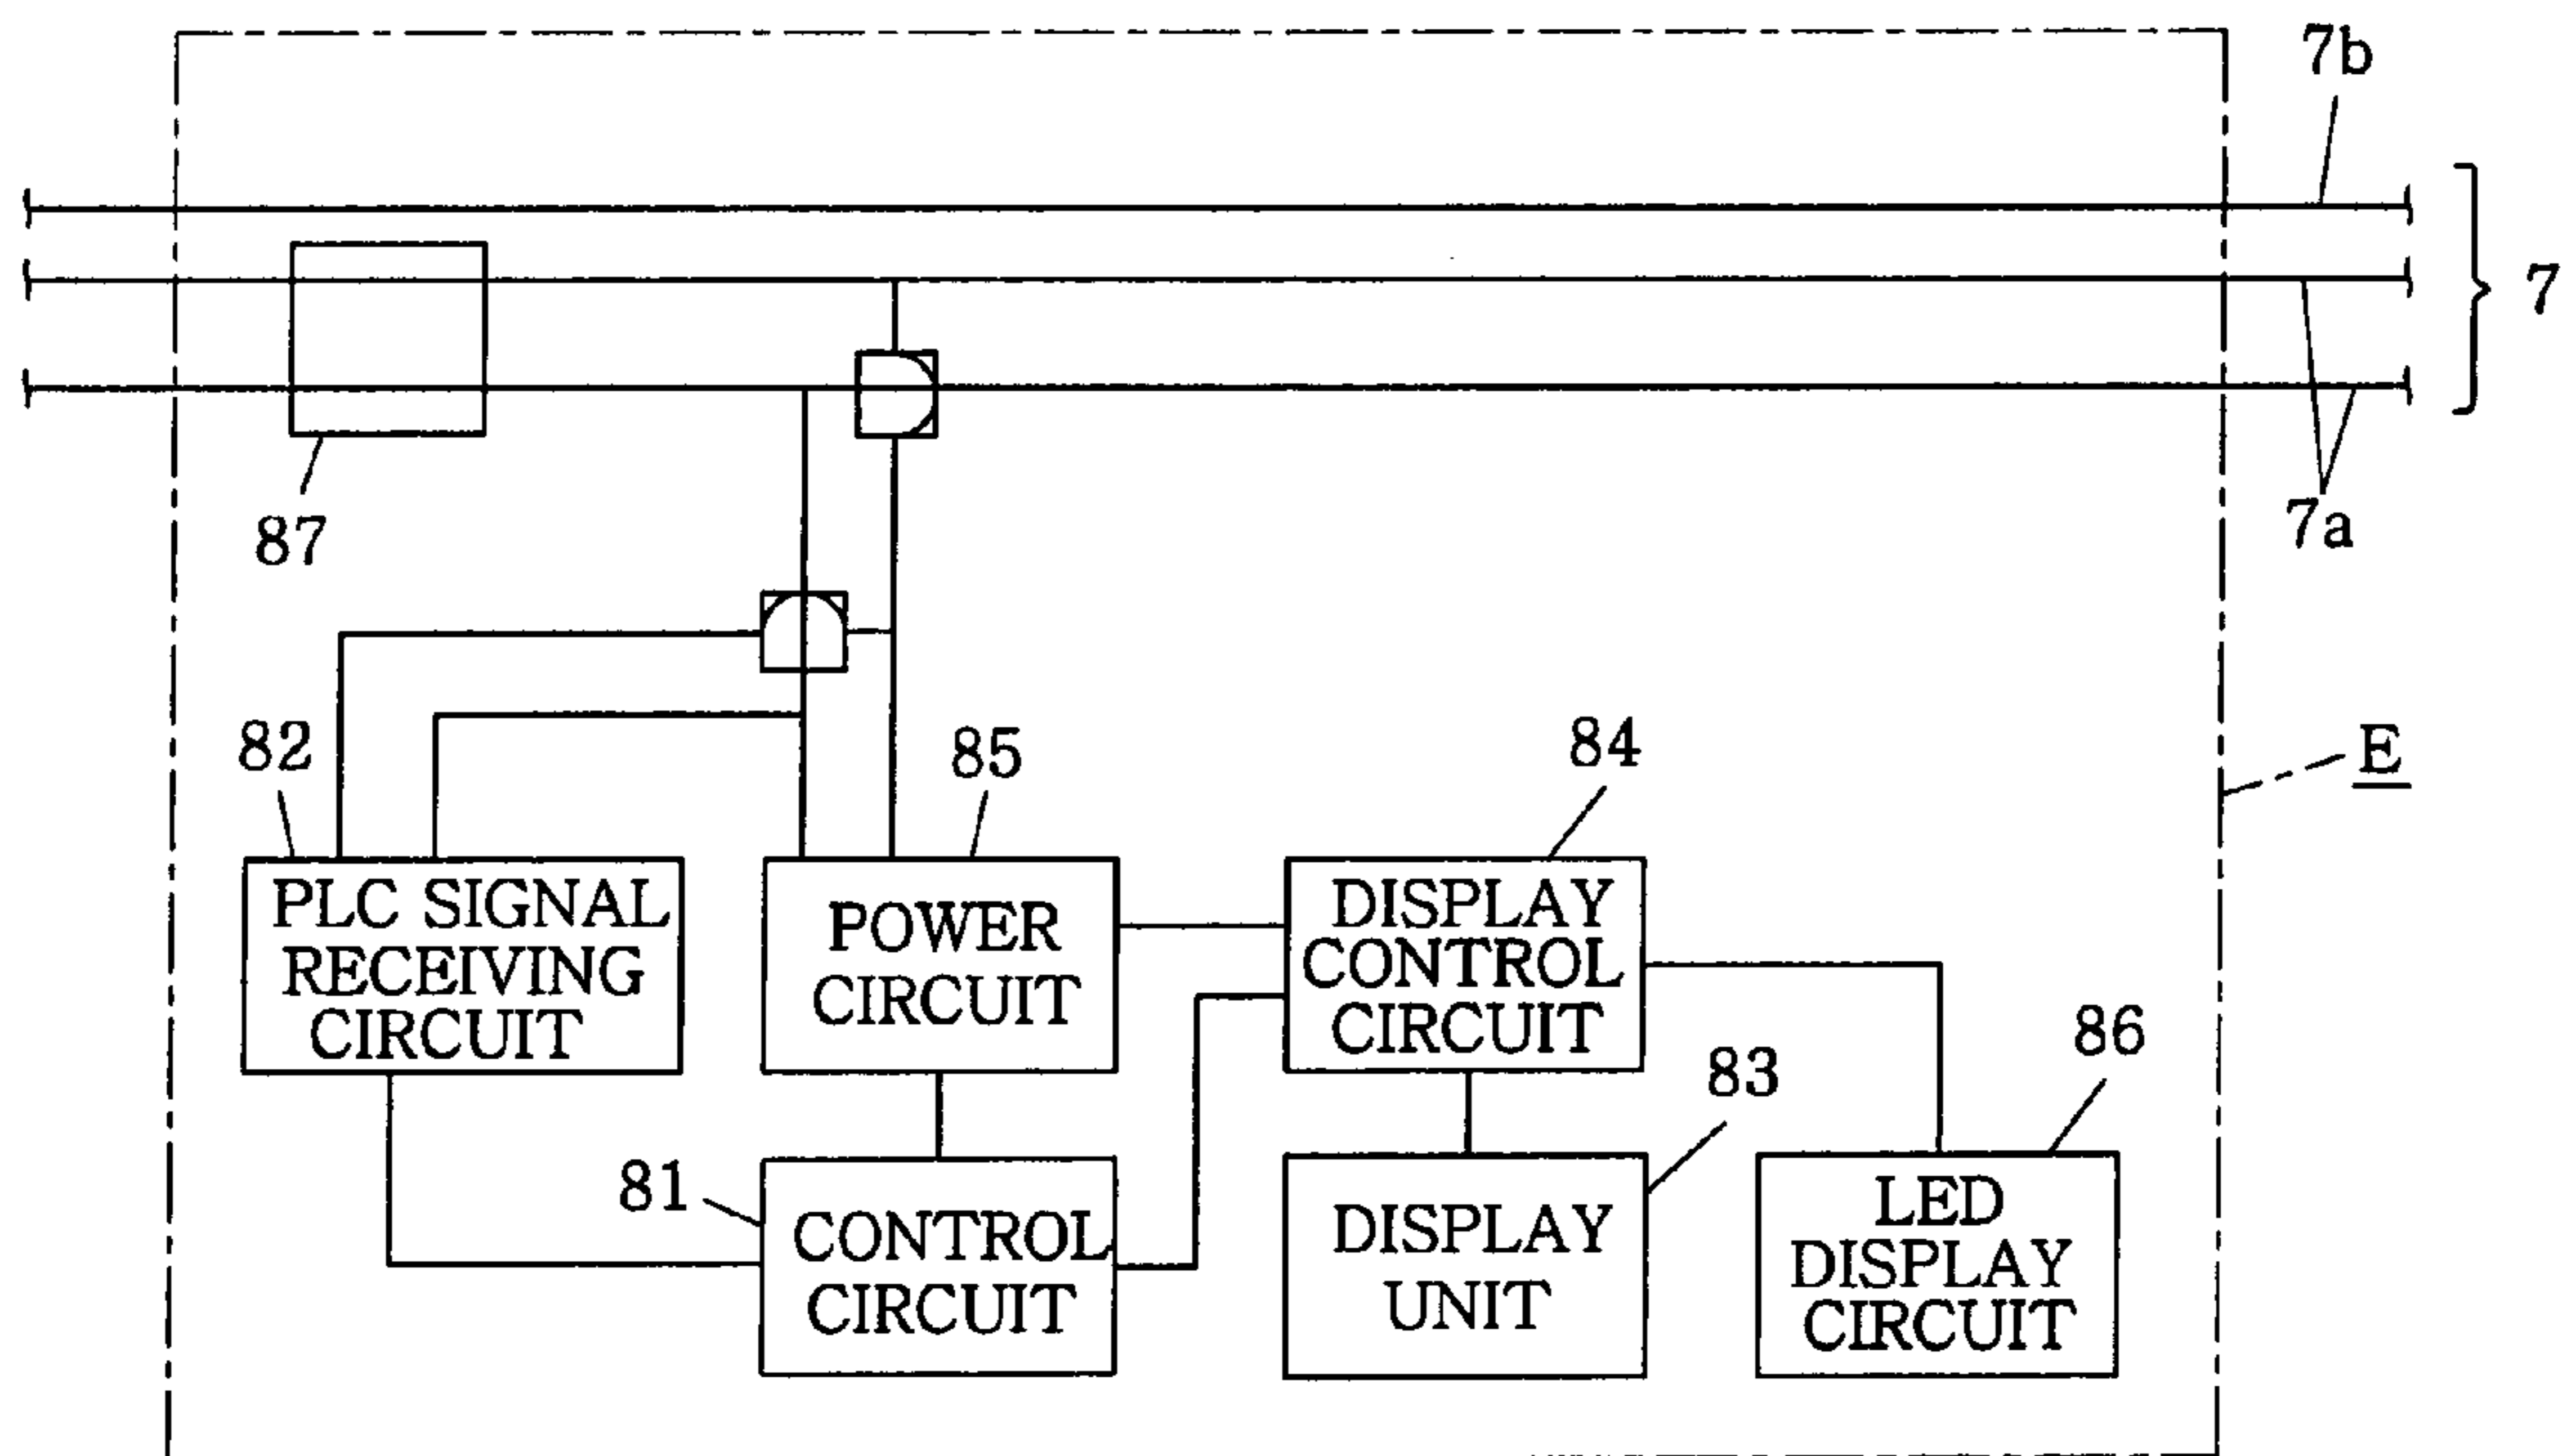 7b
7
7a
87
E
82
85
84
PLC SIGNAL
RECEIVING
CIRCUIT
POWER
CIRCUIT
DISPLAY
CONTROL
CIRCUIT
83
86
81
CONTROL
CIRCUIT
DISPLAY
UNIT
LED
DISPLAY
CIRCUIT